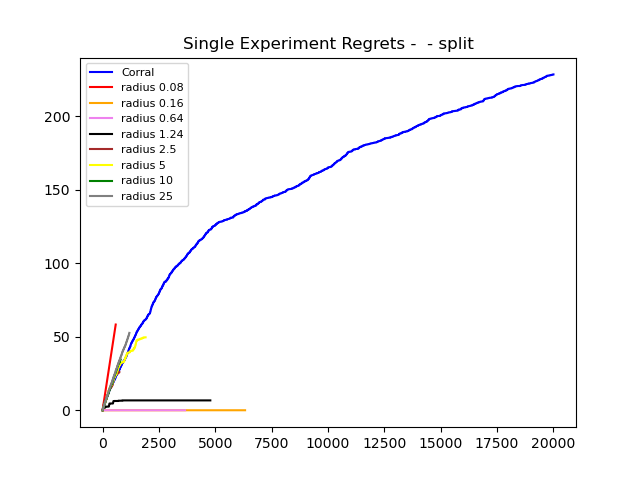 Single Experiment Regrets -  - split
Corral
radius 0.08
radius 0.16
radius 0.64
radius 1.24
radius 2.5
radius 5
radius 10
radius 25
200
150
100
50
0
0 2500 5000 7500 10000 12500 15000 17500 20000